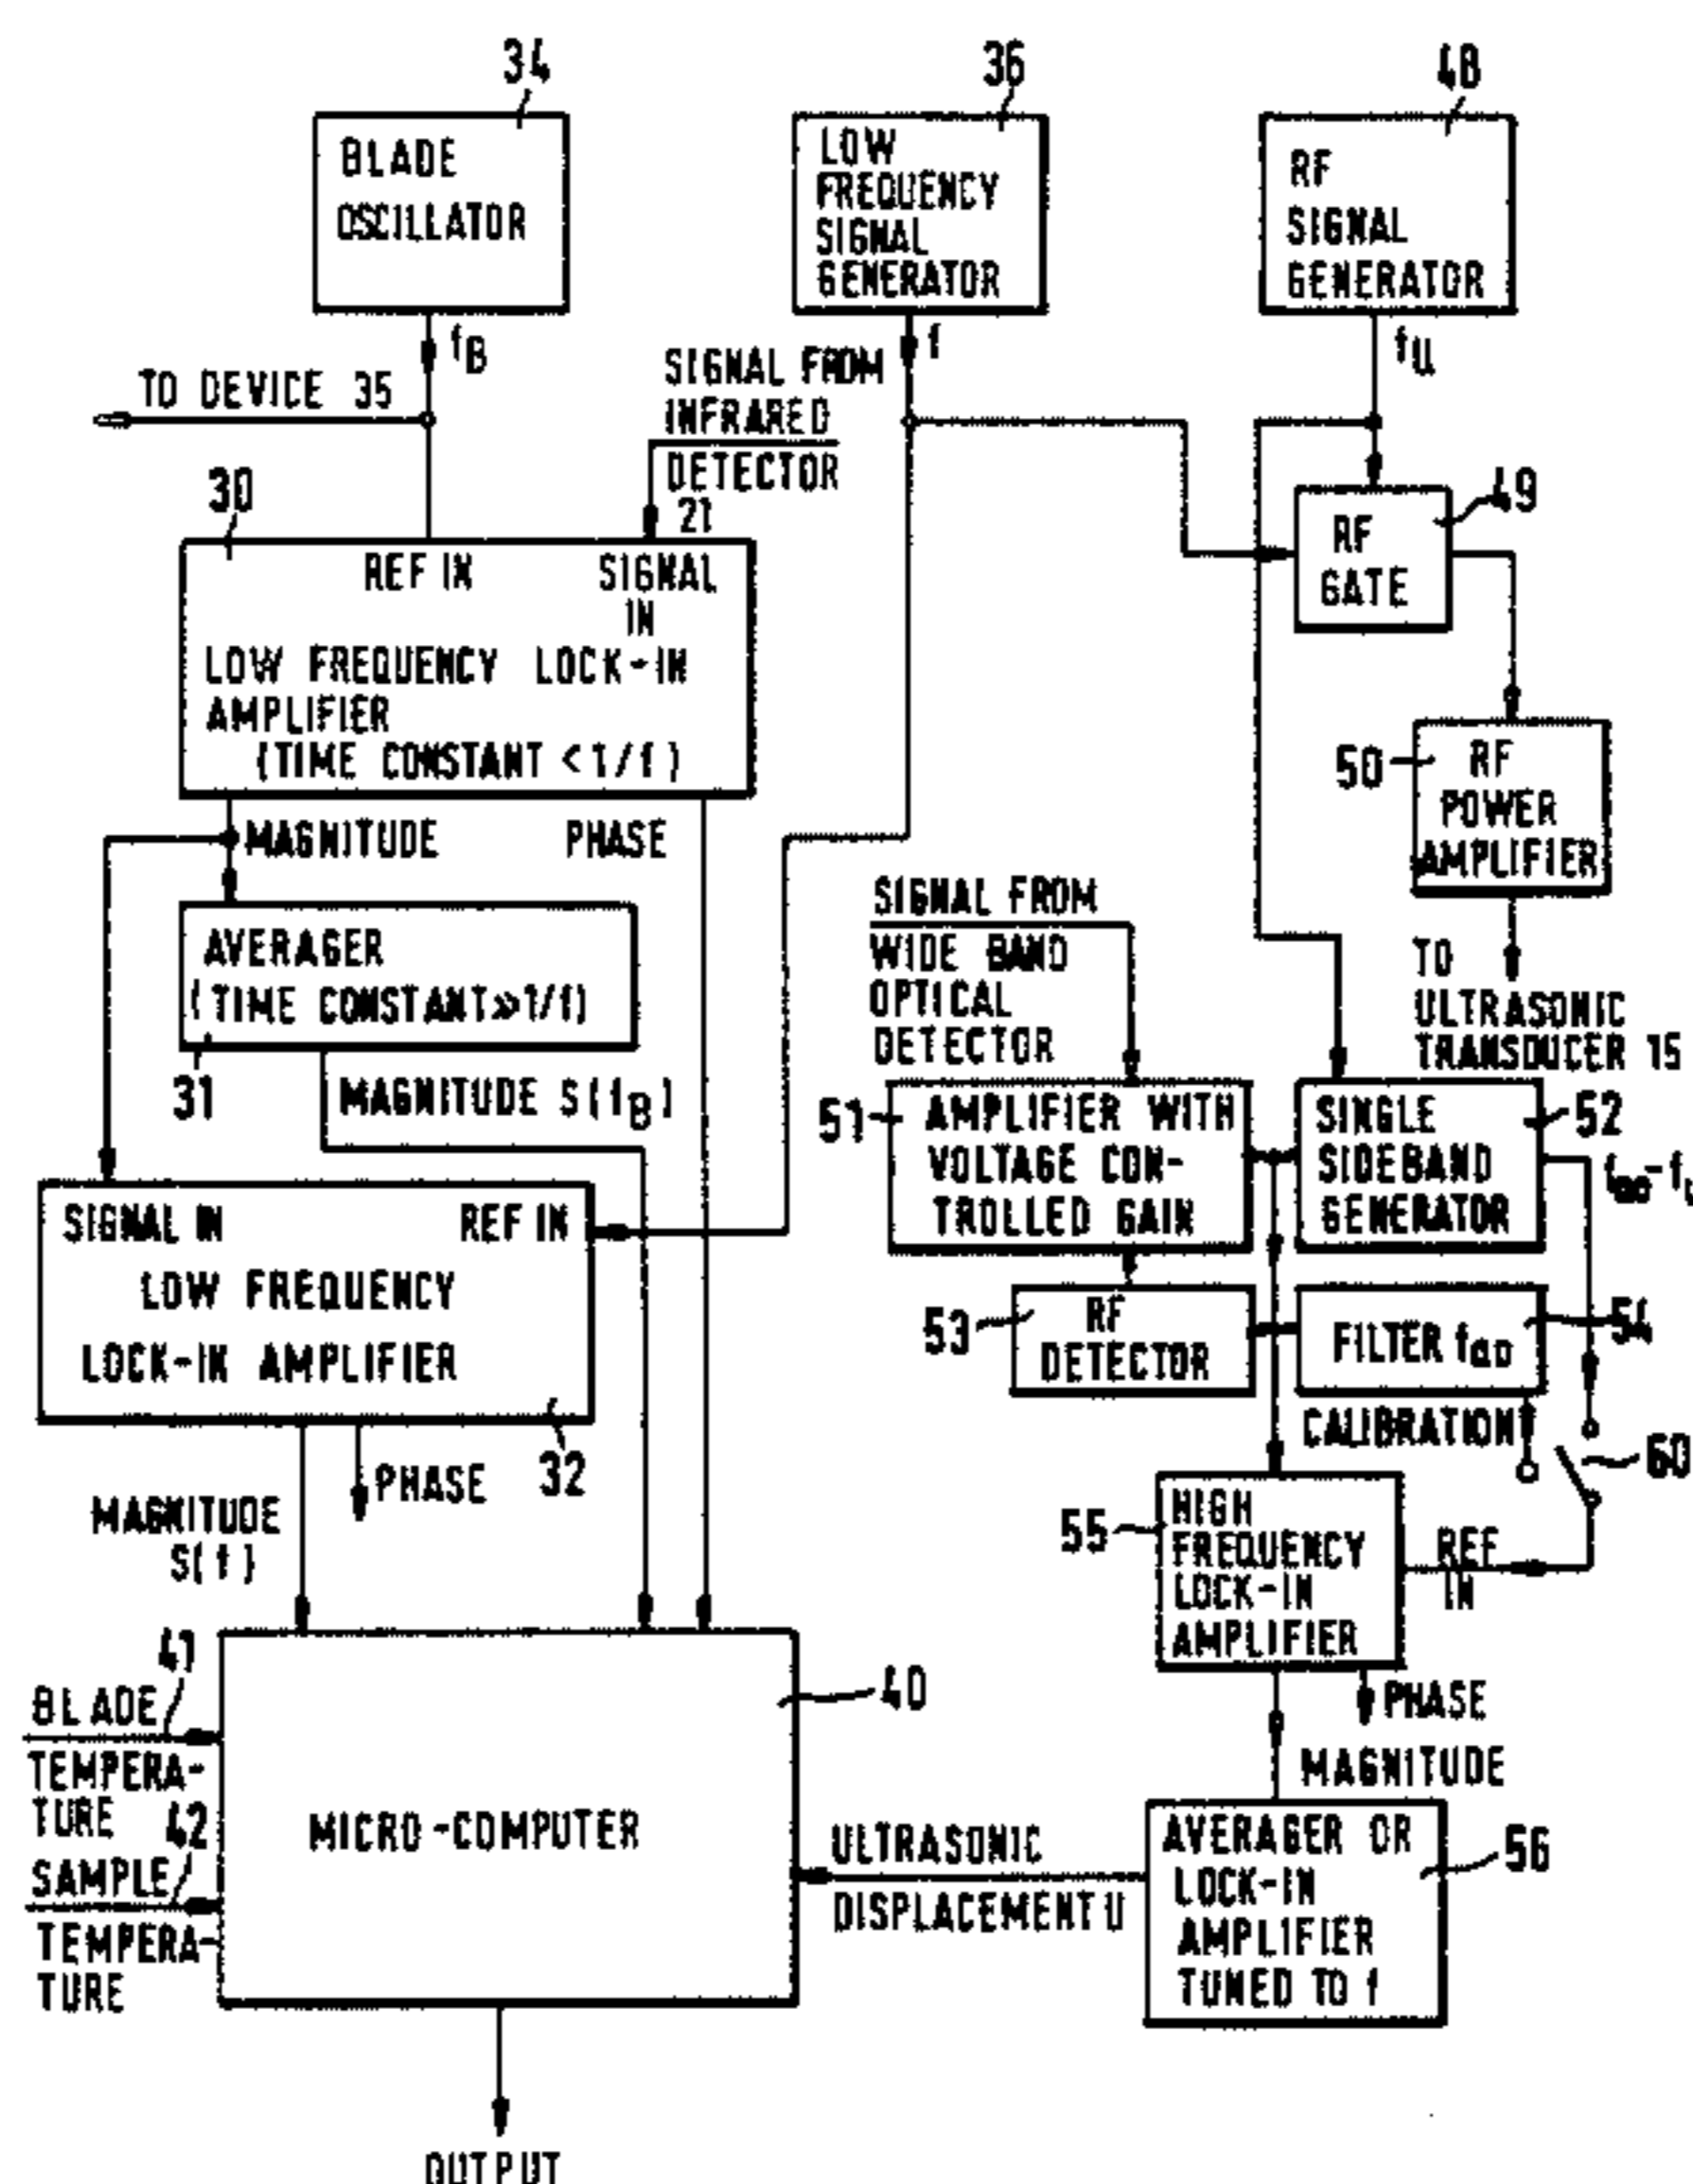 34
BLADE
OSCILLATOR
fB
TO DEVICE 35
36
LOW
FREQUENCY
SIGNAL
GENERATOR
f
48
RF
SIGNAL
GENERATOR
fU
SIGNAL FROM
INFRARED
DETECTOR
21
30
REF IN
SIGNAL
IN
LOW FREQUENCY LOCK-IN
AMPLIFIER
(TIME CONSTANT < 1/f)
49
RF
GATE
50
RF
POWER
AMPLIFIER
TO
ULTRASONIC
TRANSDUCER 15
MAGNITUDE
PHASE
AVERAGER
(TIME CONSTANT≫1/f)
31
MAGNITUDE S(fB)
SIGNAL FROM
WIDE BAND
OPTICAL
DETECTOR
51
AMPLIFIER WITH
VOLTAGE CON-
TROLLED GAIN
52
SINGLE
SIDEBAND
GENERATOR
SIGNAL IN
REF IN
LOW FREQUENCY
LOCK-IN AMPLIFIER
32
53
RF
DETECTOR
54
FILTER fao
CALIBRATION
60
MAGNITUDE
S(f)
PHASE
55
HIGH
FREQUENCY
LOCK-IN
AMPLIFIER
REF
IN
PHASE
MAGNITUDE
41
BLADE
TEMPERA-
TURE
42
SAMPLE
TEMPERA-
TURE
40
MICRO-COMPUTER
ULTRASONIC
DISPLACEMENT U
56
AVERAGER OR
LOCK-IN
AMPLIFIER
TUNED TO f
OUTPUT